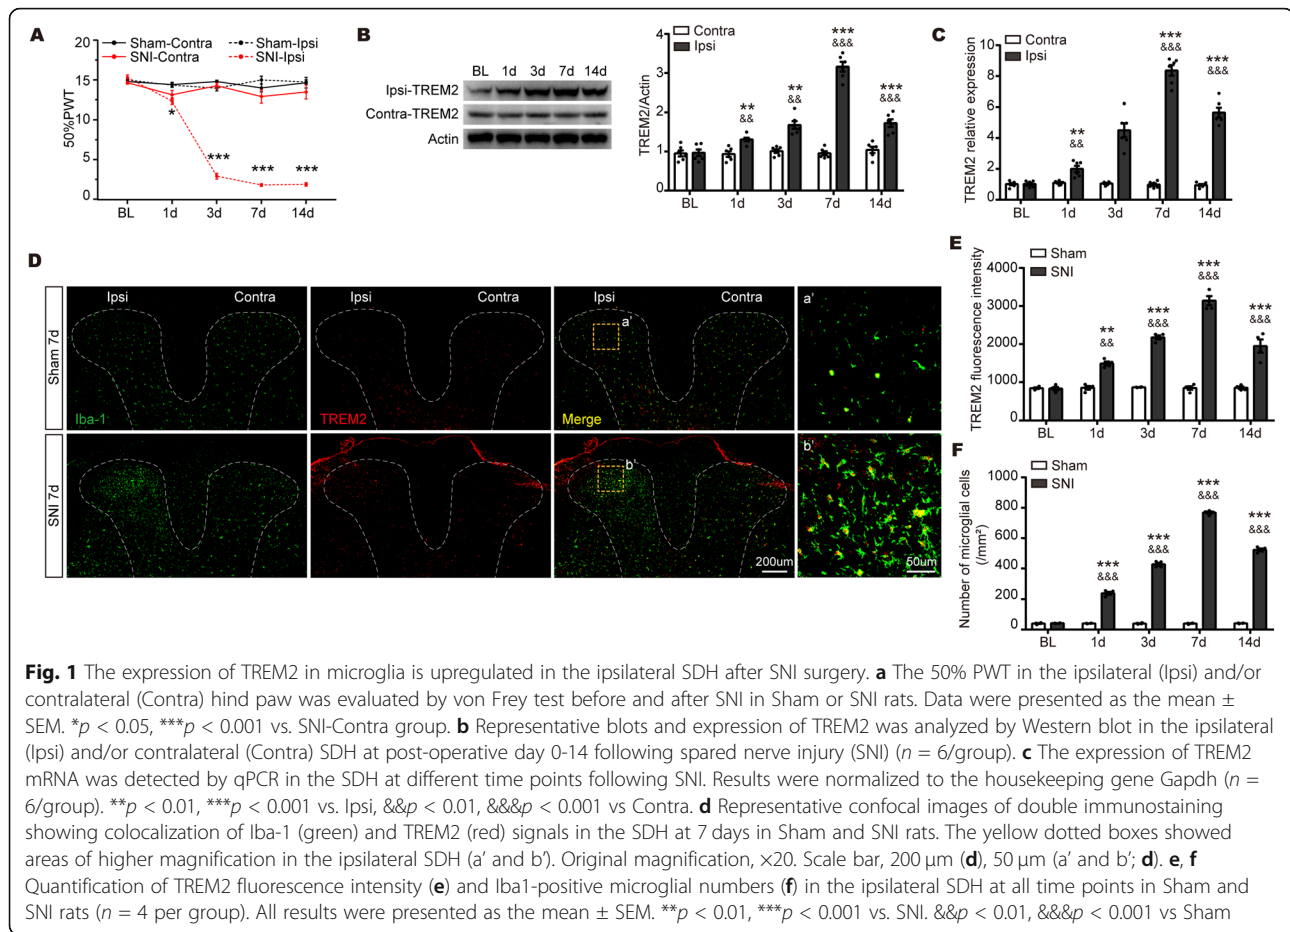 A
Sham-Contra
Sham-Ipsi
SNI-Contra
SNI-Ipsi
50%PWT
20
15
10
5
0
*
***
***
***
BL 1d 3d 7d 14d
B
BL 1d 3d 7d 14d
Ipsi-TREM2
Contra-TREM2
Actin
Contra
Ipsi
TREM2/Actin
4
3
2
1
0
**
&&
**
&&
***
&&&
***
&&&
BL 1d 3d 7d 14d
C
Contra
Ipsi
TREM2 relative expression
10
8
6
4
2
0
**
&&
***
&&&
***
&&&
BL 1d 3d 7d 14d
D
Sham 7d
Ipsi Contra
Iba-1
Ipsi Contra
TREM2
Ipsi Contra
a'
Merge
a'
SNI 7d
b'
200um
b'
50um
E
Sham
SNI
TREM2 fluorescence intensity
4000
3000
2000
1000
0
**
&&
***
&&&
***
&&&
***
&&&
BL 1d 3d 7d 14d
F
Sham
SNI
Number of microglial cells
(/mm²)
1000
800
600
400
200
0
***
&&&
***
&&&
***
&&&
***
&&&
BL 1d 3d 7d 14d
Fig. 1 The expression of TREM2 in microglia is upregulated in the ipsilateral SDH after SNI surgery. a The 50% PWT in the ipsilateral (Ipsi) and/or
contralateral (Contra) hind paw was evaluated by von Frey test before and after SNI in Sham or SNI rats. Data were presented as the mean ±
SEM. *p < 0.05, ***p < 0.001 vs. SNI-Contra group. b Representative blots and expression of TREM2 was analyzed by Western blot in the ipsilateral
(Ipsi) and/or contralateral (Contra) SDH at post-operative day 0-14 following spared nerve injury (SNI) (n = 6/group). c The expression of TREM2
mRNA was detected by qPCR in the SDH at different time points following SNI. Results were normalized to the housekeeping gene Gapdh (n =
6/group). **p < 0.01, ***p < 0.001 vs. Ipsi, &&p < 0.01, &&&p < 0.001 vs Contra. d Representative confocal images of double immunostaining
showing colocalization of Iba-1 (green) and TREM2 (red) signals in the SDH at 7 days in Sham and SNI rats. The yellow dotted boxes showed
areas of higher magnification in the ipsilateral SDH (a′ and b′). Original magnification, ×20. Scale bar, 200 μm (d), 50 μm (a′ and b′; d). e, f
Quantification of TREM2 fluorescence intensity (e) and Iba1-positive microglial numbers (f) in the ipsilateral SDH at all time points in Sham and
SNI rats (n = 4 per group). All results were presented as the mean ± SEM. **p < 0.01, ***p < 0.001 vs. SNI. &&p < 0.01, &&&p < 0.001 vs Sham